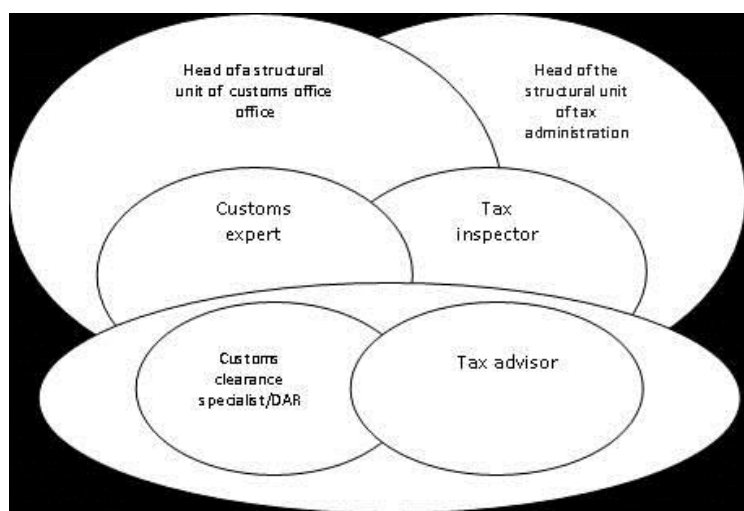 Head of a structural
unit of customs office
office
Head of the
structural unit
of tax
administration
Customs
expert
Tax
inspector
Customs
clearance
specialist/DAR
Tax advisor